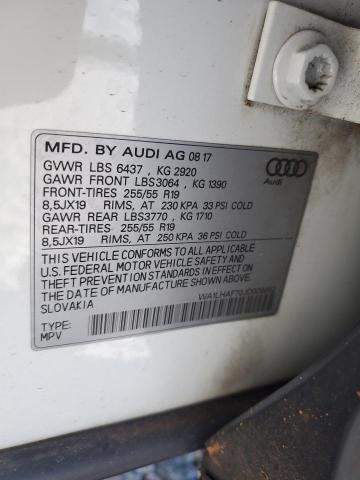 MFD. BY AUDI AG 08 17
GVWR LBS 6437 , KG 2920
GAWR FRONT LBS3064 , KG 1390
FRONT-TIRES 255/55 R19
8,5JX19 RIMS, AT 230 KPA 33 PSI COLD
GAWR REAR LBS3770 , KG 1710
REAR-TIRES 255/55 R19
8,5JX19 RIMS, AT 250 KPA 36 PSI COLD
THIS VEHICLE CONFORMS TO ALL APPLICABLE
U.S. FEDERAL MOTOR VEHICLE SAFETY AND
THEFT PREVENTION STANDARDS IN EFFECT ON
THE DATE OF MANUFACTURE SHOWN ABOVE.
SLOVAKIA
TYPE:
MPV
Audi